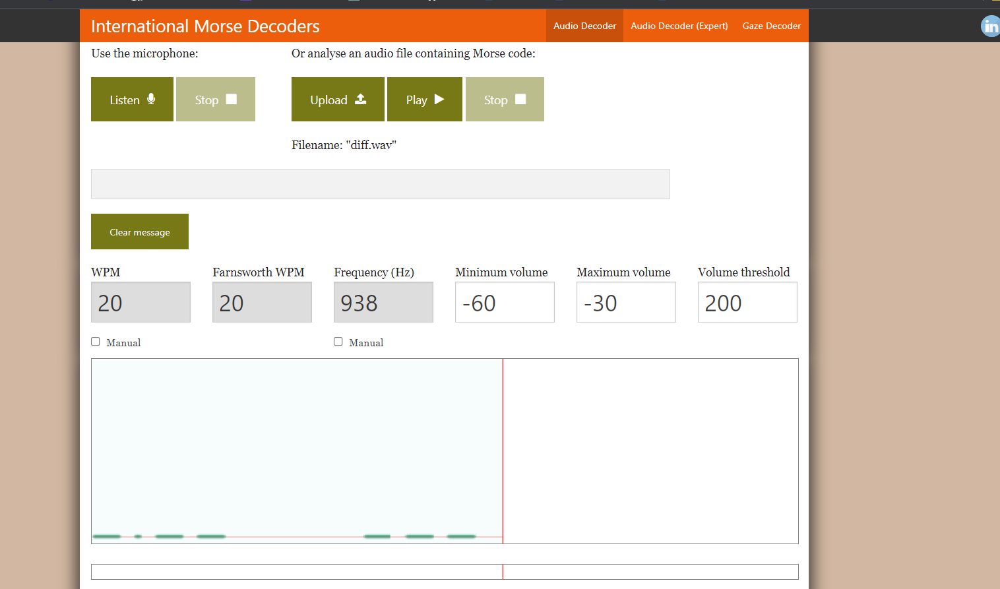 International Morse Decoders
Audio Decoder
Audio Decoder (Expert)
Gaze Decoder
in
Use the microphone:
Or analyse an audio file containing Morse code:
Listen
Stop
Upload
Play
Stop
Filename: "diff.wav"
Clear message
WPM
Farnsworth WPM
Frequency (Hz)
Minimum volume
Maximum volume
Volume threshold
20
20
938
-60
-30
200
Manual
Manual